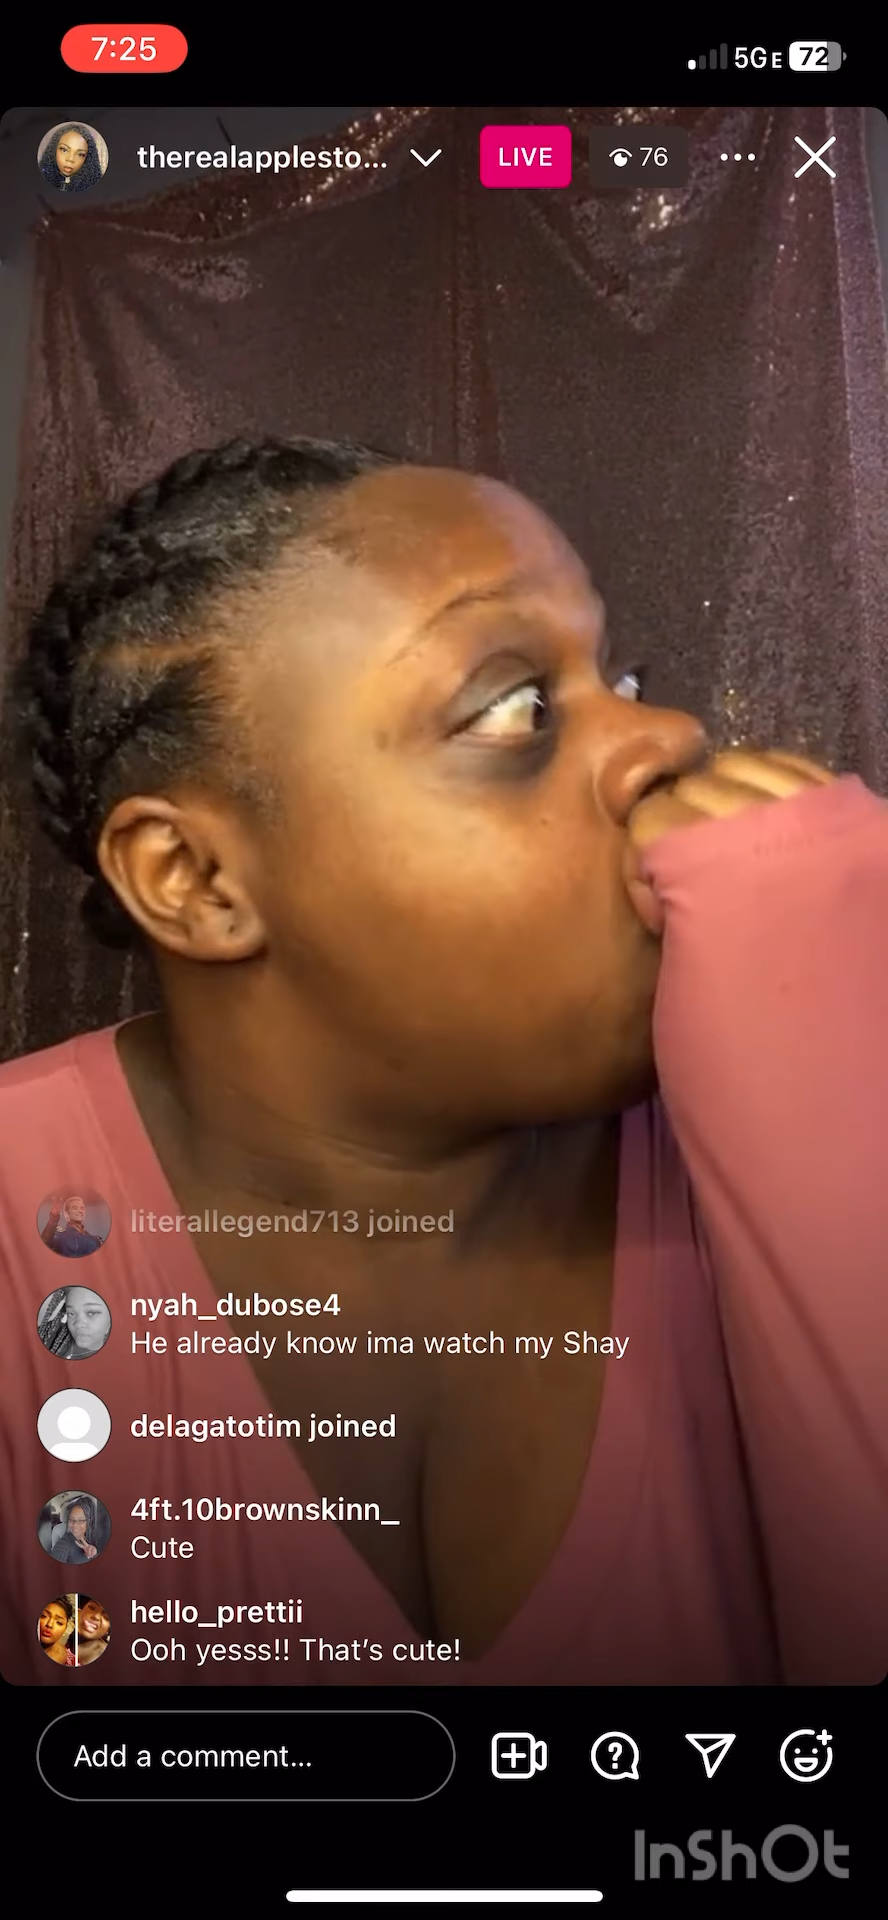 7:25
5GE 72
therealapplesto... LIVE 76
literallegend713 joined
nyah_dubose4
He already know ima watch my Shay
delagatotim joined
4ft.10brownskinn_
Cute
hello_prettii
Ooh yesss!! That's cute!
Add a comment...
InShOt